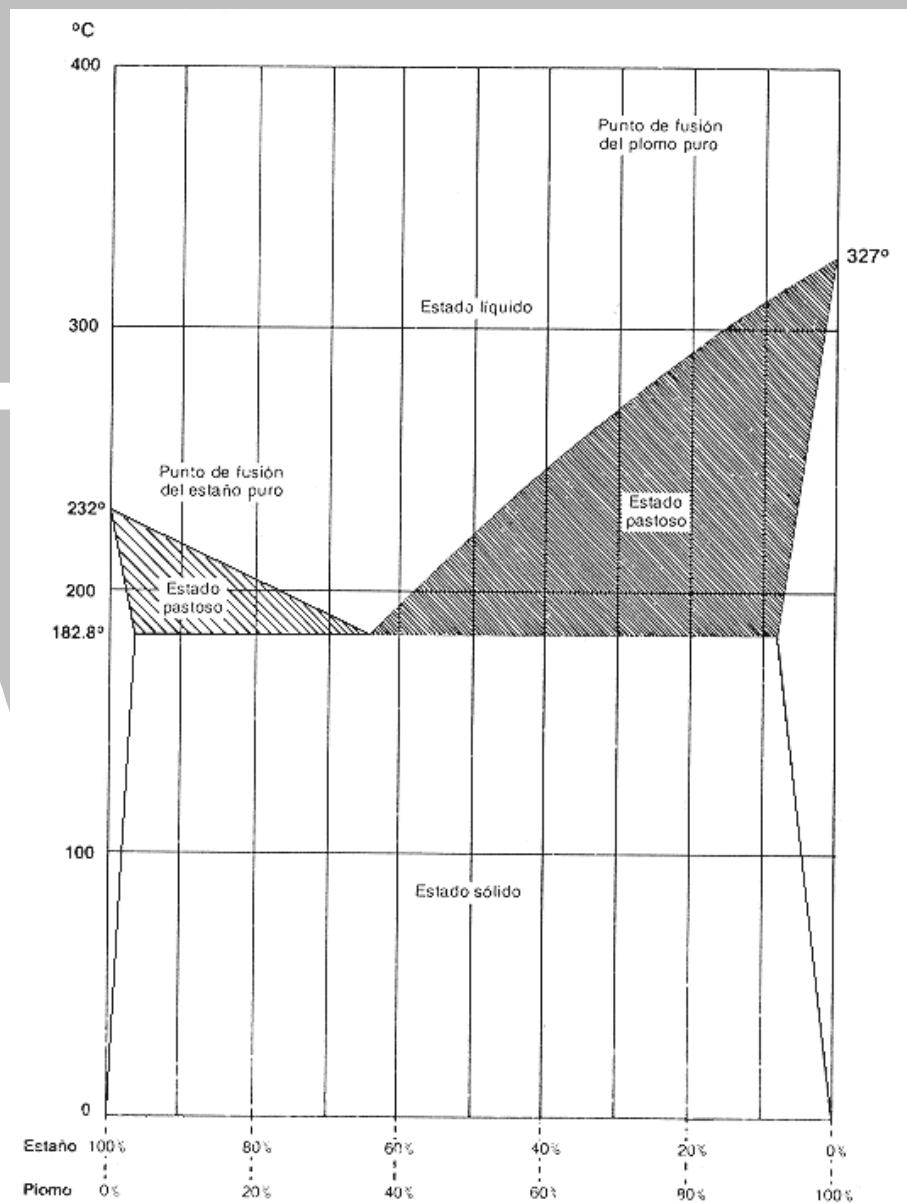 ºC
400
Punto de fusión
del plomo puro
327º
Estado líquido
300
Punto de fusión
del estaño puro
232º
Estado
pastoso
200
Estado
pastoso
182.8º
100
Estado sólido
0
Estaño 100% 80% 60% 40% 20% 0%
Plomo 0% 20% 40% 60% 80% 100%